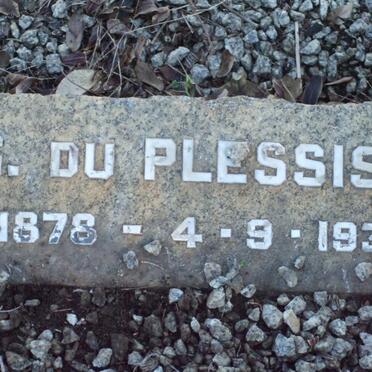 . DU PLESSIS
1878 - 4·9·193